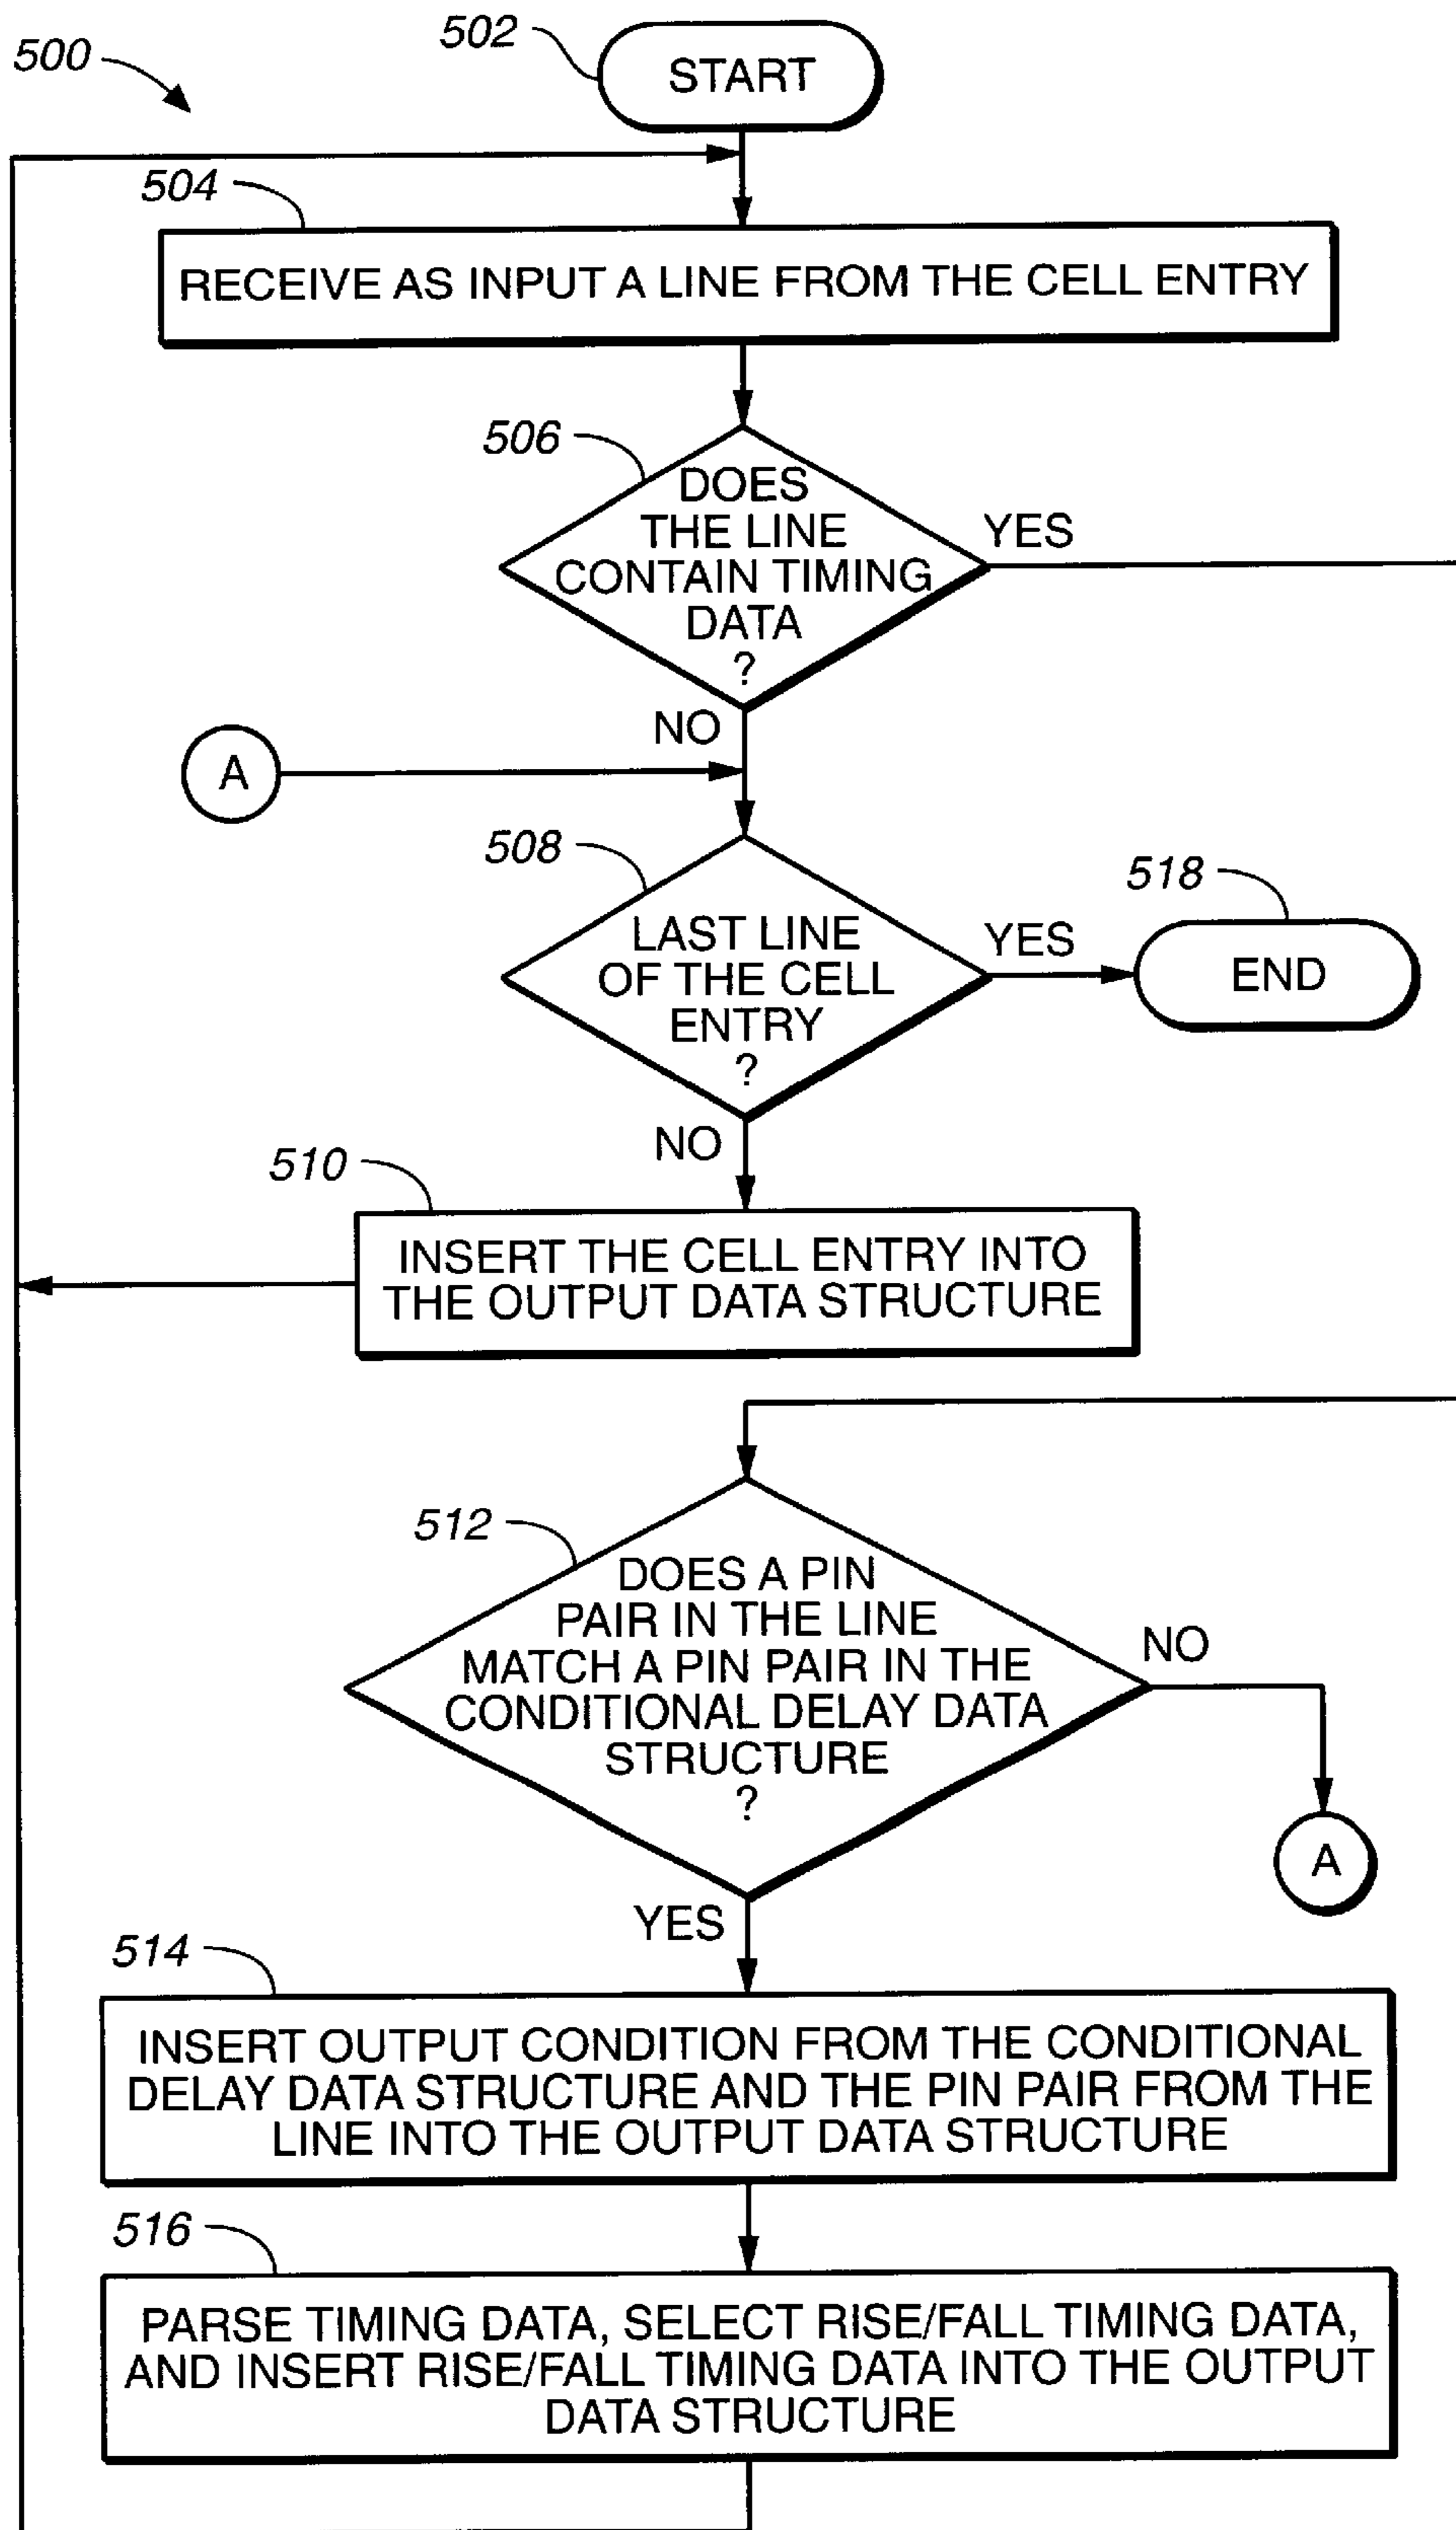 500
502
START
504
RECEIVE AS INPUT A LINE FROM THE CELL ENTRY
506
DOES
THE LINE
CONTAIN TIMING
DATA
?
YES
NO
A
508
LAST LINE
OF THE CELL
ENTRY
?
YES
518
END
NO
510
INSERT THE CELL ENTRY INTO
THE OUTPUT DATA STRUCTURE
512
DOES A PIN
PAIR IN THE LINE
MATCH A PIN PAIR IN THE
CONDITIONAL DELAY DATA
STRUCTURE
?
NO
A
YES
514
INSERT OUTPUT CONDITION FROM THE CONDITIONAL
DELAY DATA STRUCTURE AND THE PIN PAIR FROM THE
LINE INTO THE OUTPUT DATA STRUCTURE
516
PARSE TIMING DATA, SELECT RISE/FALL TIMING DATA,
AND INSERT RISE/FALL TIMING DATA INTO THE OUTPUT
DATA STRUCTURE